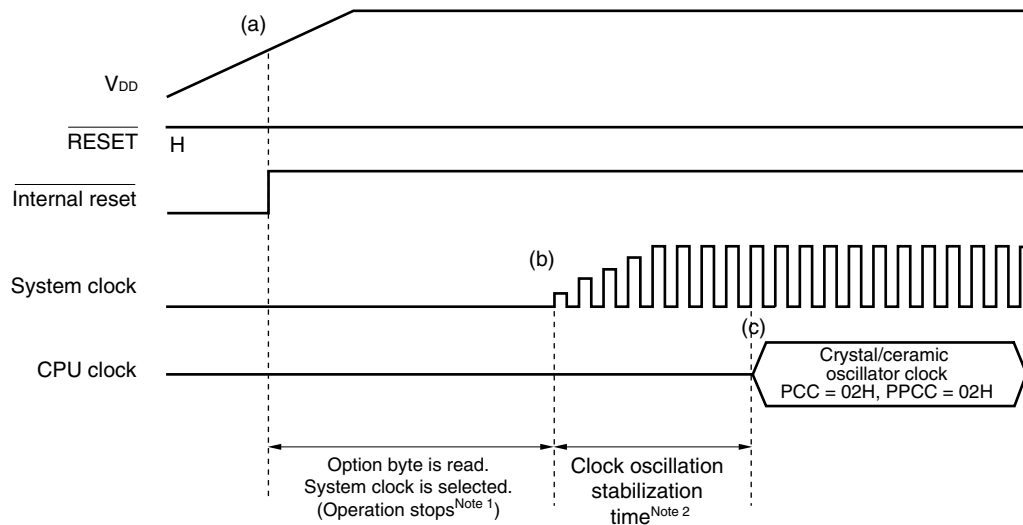 (a)
VDD
RESET
H
Internal reset
(b)
System clock
(c)
CPU clock
Crystal/ceramic
oscillator clock
PCC = 02H, PPCC = 02H
Option byte is read.
System clock is selected.
(Operation stopsNote 1)
Clock oscillation
stabilization
timeNote 2